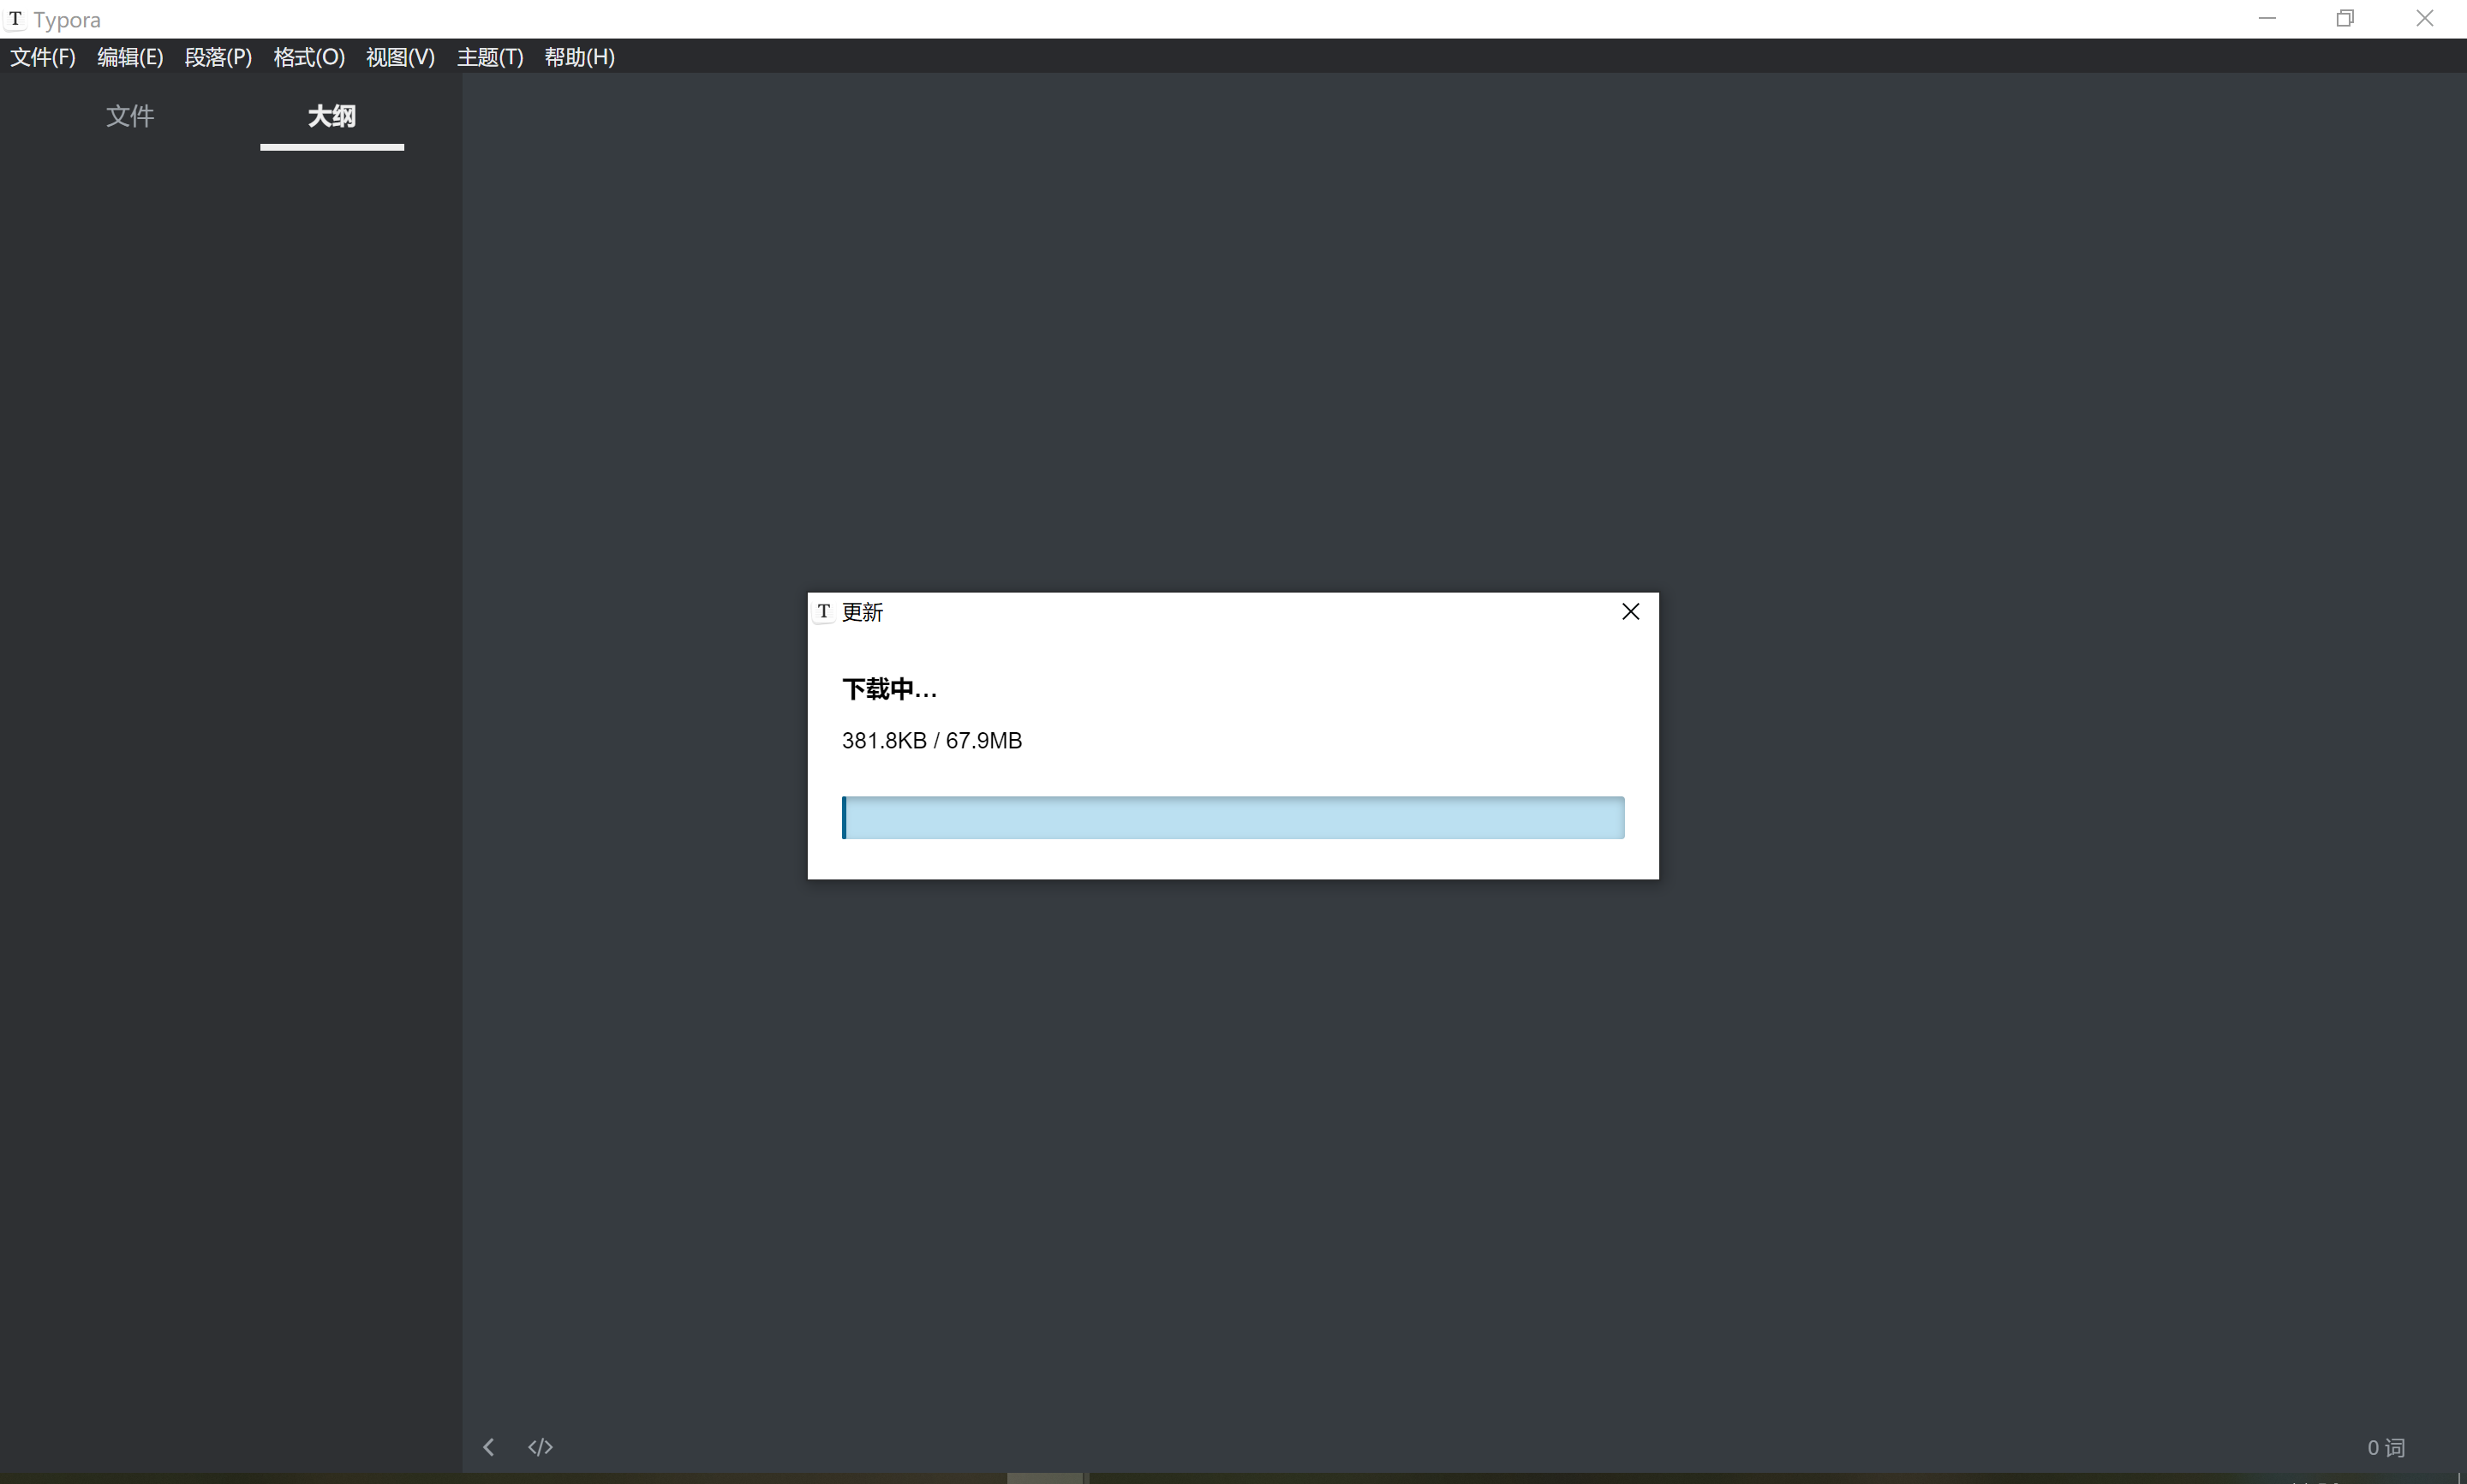 T Typora
文件(F) 编辑(E) 段落(P) 格式(O) 视图(V) 主题(T) 帮助(H)
文件 大纲
T 更新
下载中...
381.8KB / 67.9MB
</> 0 词